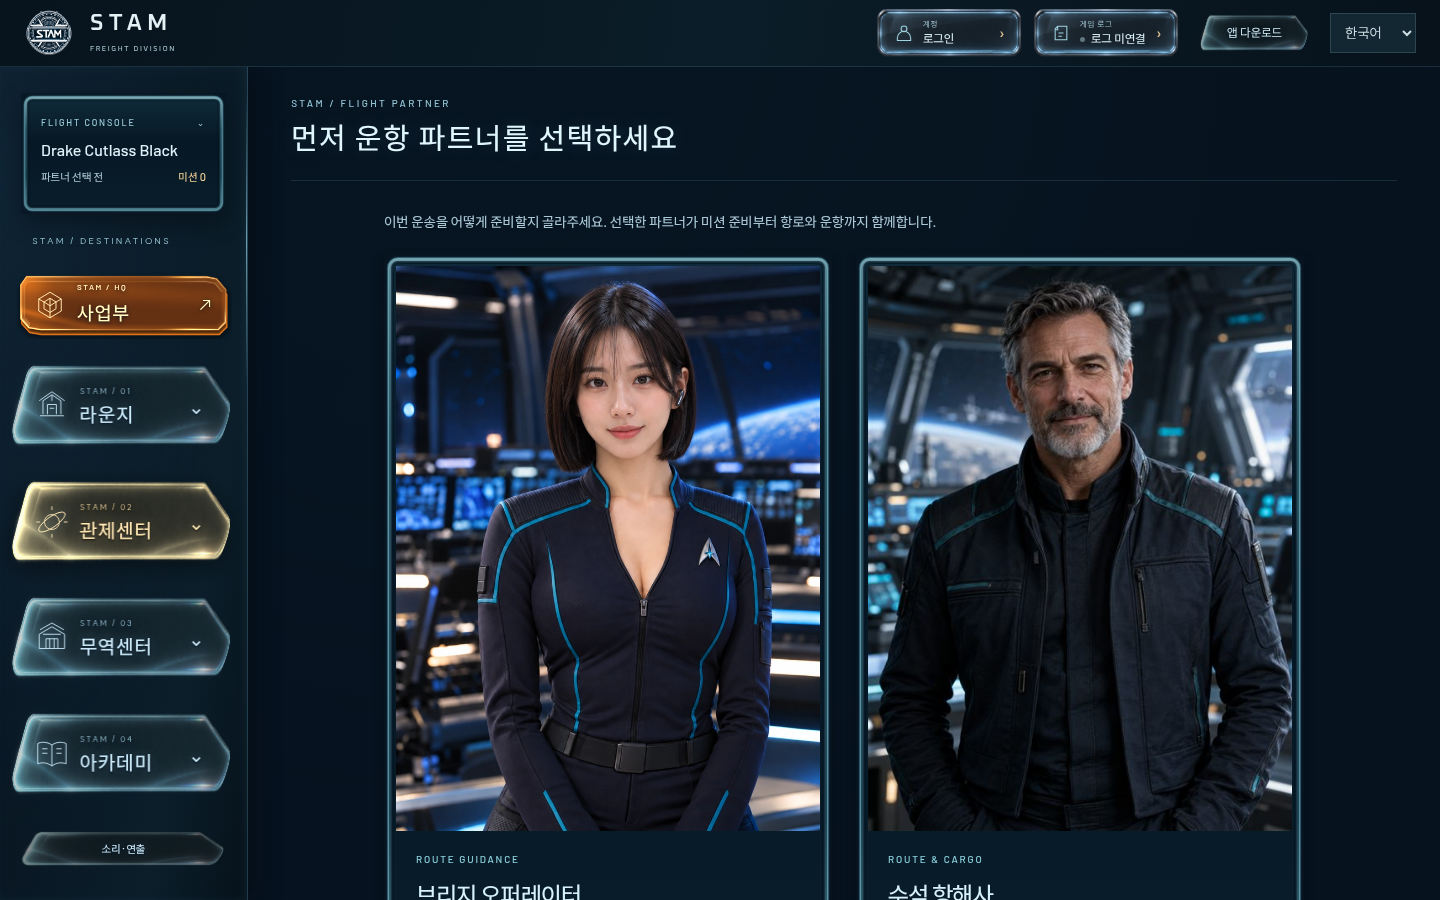 STAM
STAM
FREIGHT DIVISION
계정
로그인
게임 로그
로그 미연결
앱 다운로드
한국어
FLIGHT CONSOLE
Drake Cutlass Black
파트너 선택 전
미션 0
STAM / DESTINATIONS
STAM / HQ
사업부
STAM / 01
라운지
STAM / 02
관제센터
STAM / 03
무역센터
STAM / 04
아카데미
소리·연출
STAM / FLIGHT PARTNER
먼저 운항 파트너를 선택하세요
이번 운송을 어떻게 준비할지 골라주세요. 선택한 파트너가 미션 준비부터 항로와 운항까지 함께합니다.
ROUTE GUIDANCE
브리지 오퍼레이터
ROUTE & CARGO
수석 항해사